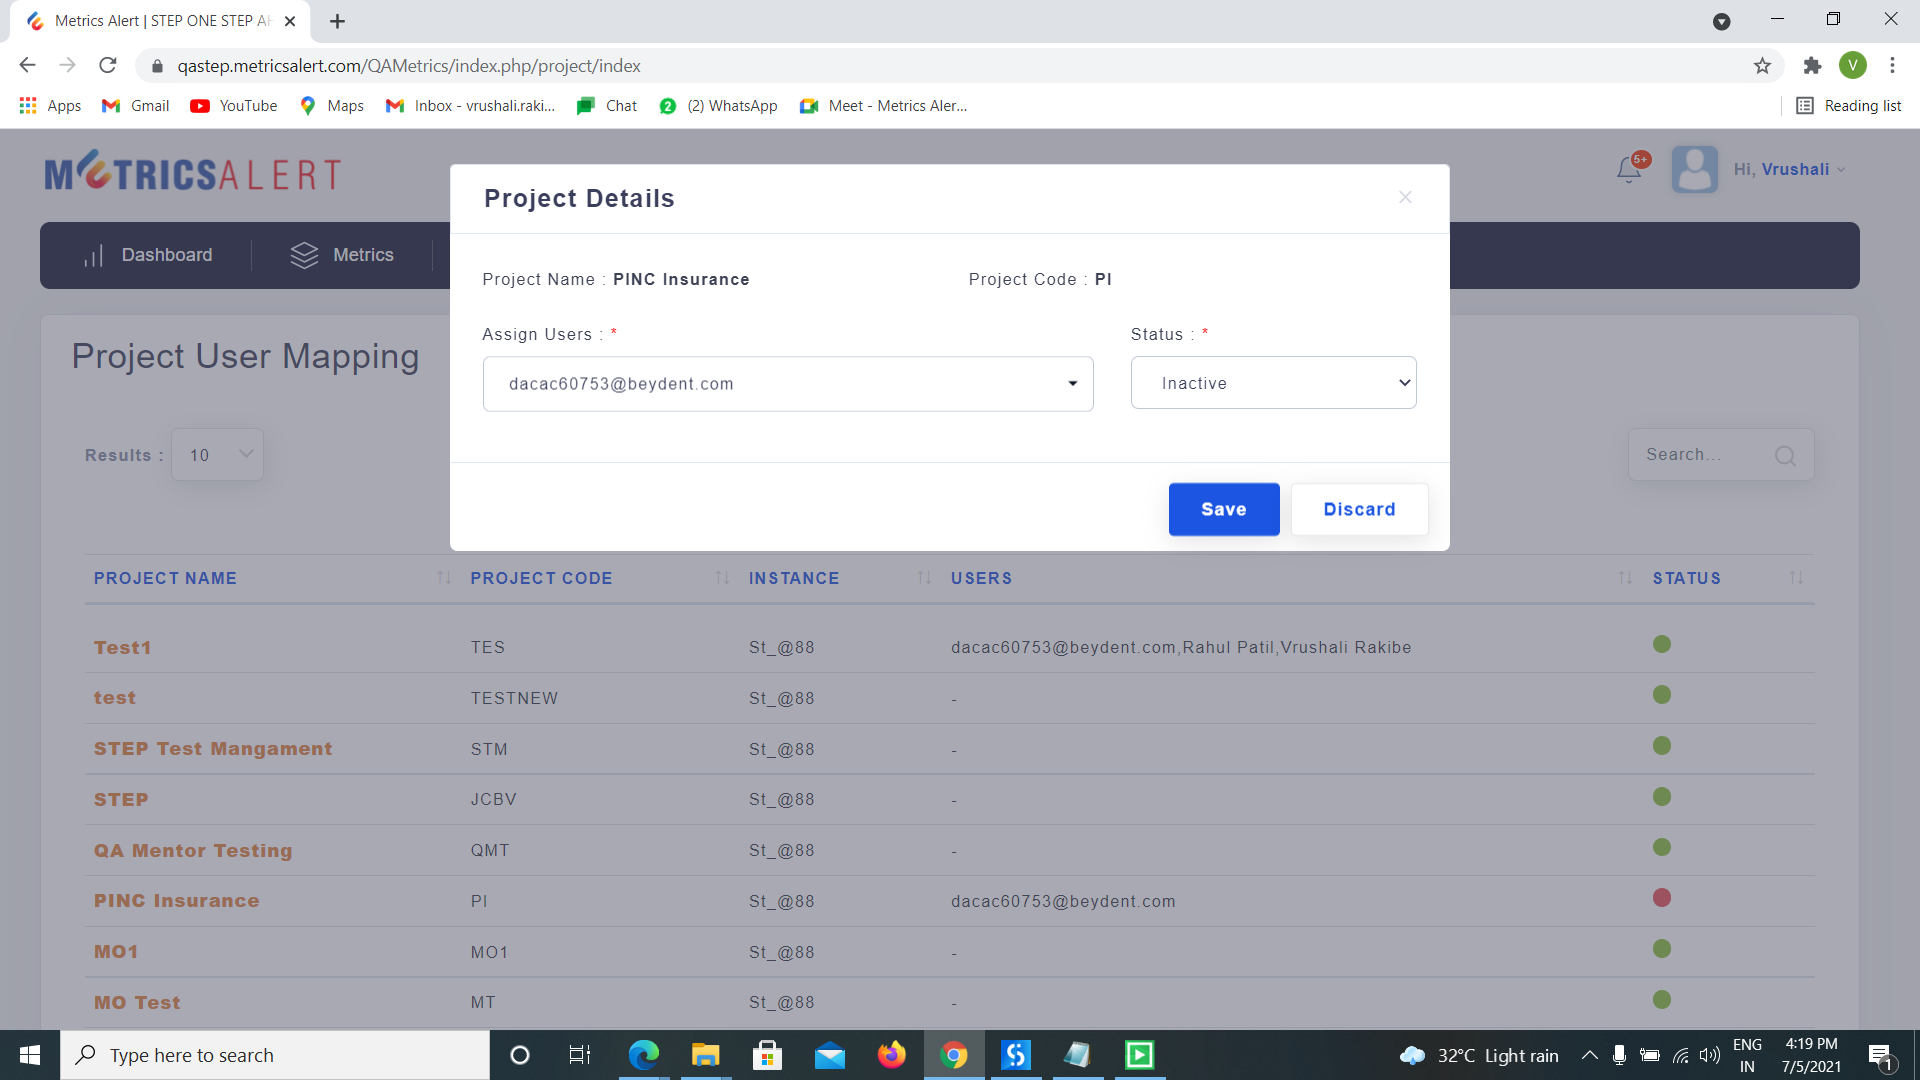 Metrics Alert | STEP ONE STEP AH
qastep.metricsalert.com/QAMetrics/index.php/project/index
V
Apps
Gmail
YouTube
Maps
Inbox - vrushali.raki...
Chat
2
(2) WhatsApp
Meet - Metrics Aler...
Reading list
METRICSALERT
5+
Hi, Vrushali
Dashboard
Metrics
Project Details
Project Name : PINC Insurance
Project Code : PI
Assign Users : *
Status : *
dacac60753@beydent.com
Inactive
Save
Discard
Project User Mapping
Results :
10
Search...
PROJECT NAME PROJECT CODE INSTANCE USERS STATUS
Test1 TES St_@88 dacac60753@beydent.com,Rahul Patil,Vrushali Rakibe
test TESTNEW St_@88 -
STEP Test Mangament STM St_@88 -
STEP JCBV St_@88 -
QA Mentor Testing QMT St_@88 -
PINC Insurance PI St_@88 dacac60753@beydent.com
MO1 MO1 St_@88 -
MO Test MT St_@88 -
Type here to search
32°C Light rain
ENG
IN
4:19 PM
7/5/2021
1